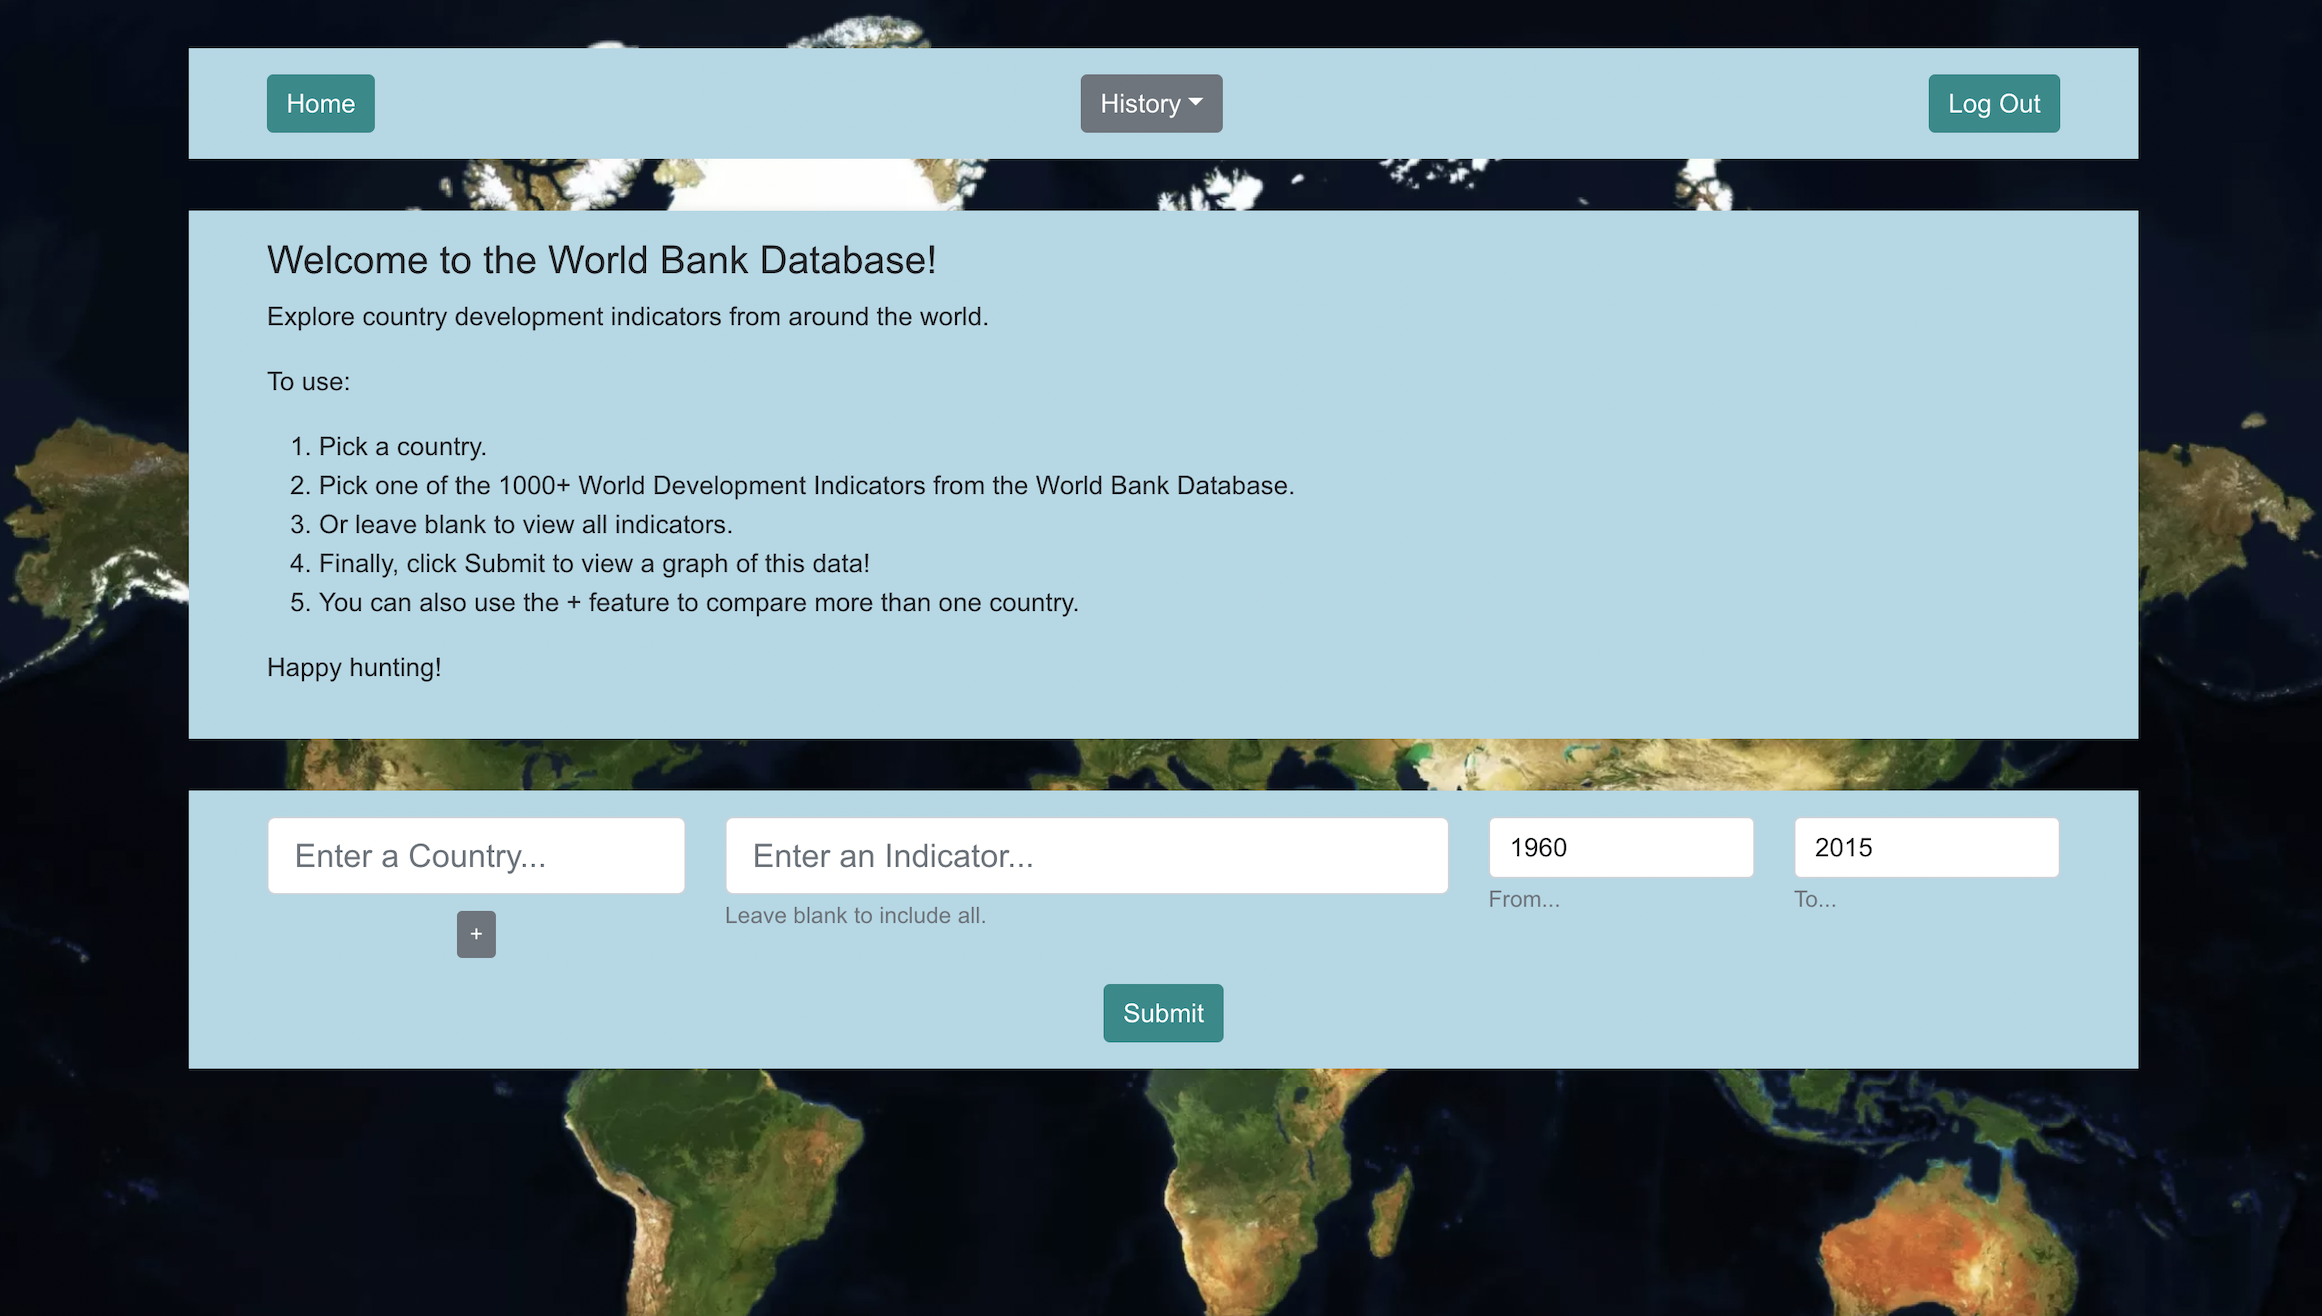 Home
History
Log Out
Welcome to the World Bank Database!
Explore country development indicators from around the world.
To use:
1. Pick a country.
2. Pick one of the 1000+ World Development Indicators from the World Bank Database.
3. Or leave blank to view all indicators.
4. Finally, click Submit to view a graph of this data!
5. You can also use the + feature to compare more than one country.
Happy hunting!
Enter a Country...
Enter an Indicator...
1960
2015
From...
To...
Leave blank to include all.
+
Submit